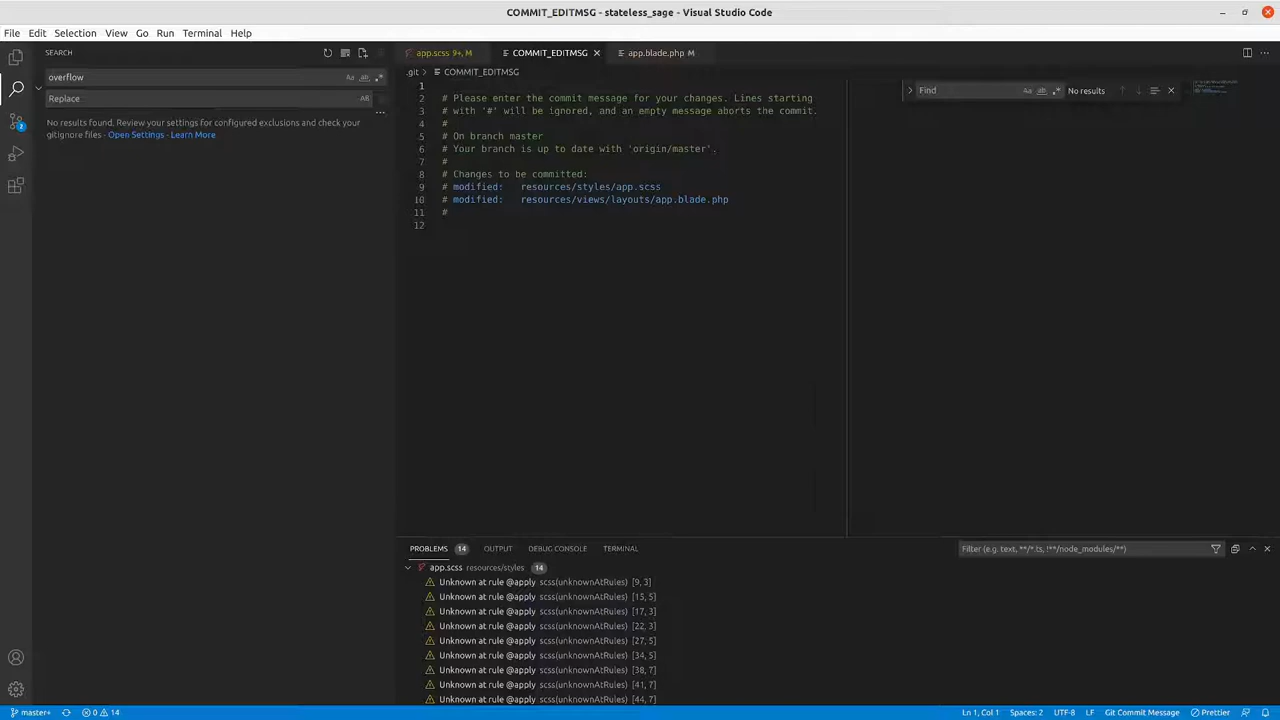 COMMIT_EDITMSG - stateless_sage - Visual Studio Code
File Edit Selection View Go Run Terminal Help
SEARCH
overflow
Replace
No results found. Review your settings for configured exclusions and check your
gitignore files - Open Settings - Learn More
2
app.scss 9+, M
COMMIT_EDITMSG
app.blade.php M
.git > COMMIT_EDITMSG
Find
No results
1
2 # Please enter the commit message for your changes. Lines starting
3 # with '#' will be ignored, and an empty message aborts the commit.
4 #
5 # On branch master
6 # Your branch is up to date with 'origin/master'.
7 #
8 # Changes to be committed:
9 # modified: resources/styles/app.scss
10 # modified: resources/views/layouts/app.blade.php
11 #
12
PROBLEMS 14 OUTPUT DEBUG CONSOLE TERMINAL
Filter (e.g. text, **/*.ts, !**/node_modules/**)
app.scss resources/styles 14
Unknown at rule @apply scss(unknownAtRules) [9, 3]
Unknown at rule @apply scss(unknownAtRules) [15, 5]
Unknown at rule @apply scss(unknownAtRules) [17, 3]
Unknown at rule @apply scss(unknownAtRules) [22, 3]
Unknown at rule @apply scss(unknownAtRules) [27, 5]
Unknown at rule @apply scss(unknownAtRules) [34, 5]
Unknown at rule @apply scss(unknownAtRules) [38, 7]
Unknown at rule @apply scss(unknownAtRules) [41, 7]
Unknown at rule @apply scss(unknownAtRules) [44, 7]
master+ 0 14
Ln 1, Col 1 Spaces: 2 UTF-8 LF Git Commit Message Prettier